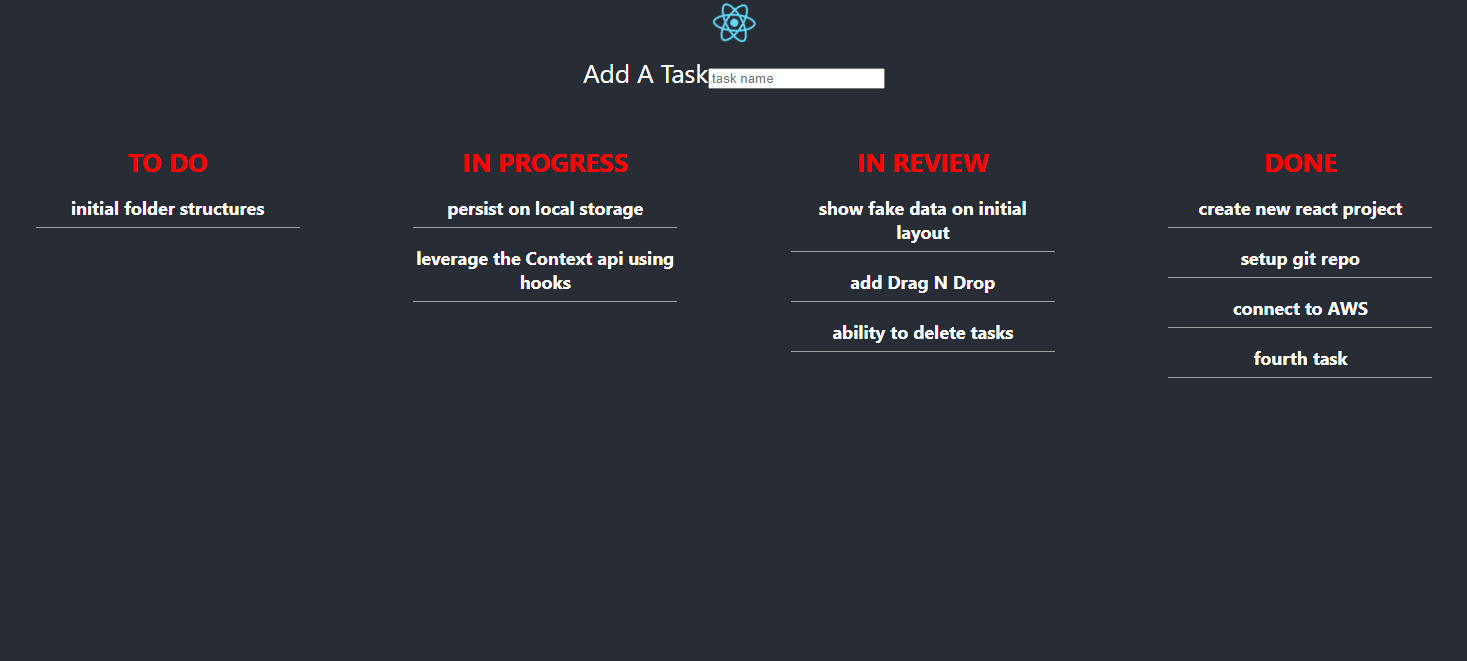 Add A Task task name
TO DO
initial folder structures
IN PROGRESS
persist on local storage
leverage the Context api using
hooks
IN REVIEW
show fake data on initial
layout
add Drag N Drop
ability to delete tasks
DONE
create new react project
setup git repo
connect to AWS
fourth task